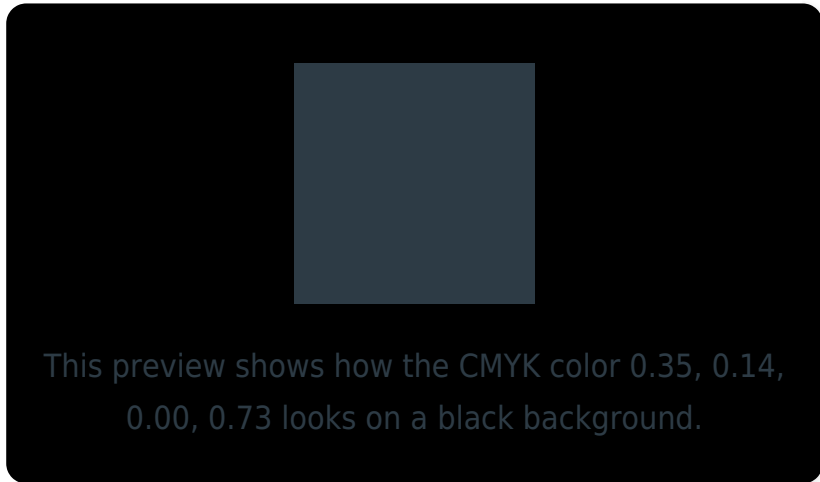 This preview shows how the CMYK color 0.35, 0.14,
0.00, 0.73 looks on a black background.